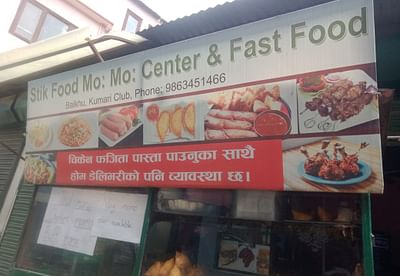 Stik Food Mo: Mo: Center & Fast Food
Balkhu, Kumari Club, Phone: 9863451466
चिकेन फजिता पास्ता पाउनुका साथै
होम डेलिभरीको पनि व्यवस्था छ।